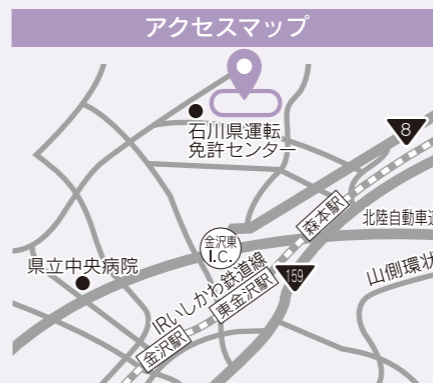 アクセスマップ
石川県運転
免許センター
8
森本駅
北陸自動車道
金沢東
I.C.
IRいしかわ鉄道線
159
東金沢駅
県立中央病院
山側環状
金沢駅